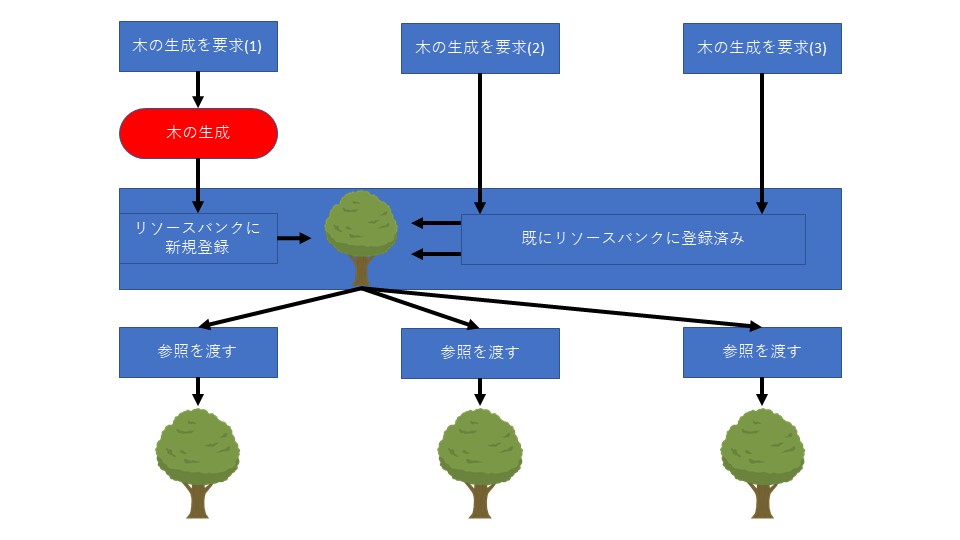 木の生成を要求(1)
木の生成を要求(2)
木の生成を要求(3)
木の生成
リソースバンクに
新規登録
既にリソースバンクに登録済み
参照を渡す
参照を渡す
参照を渡す